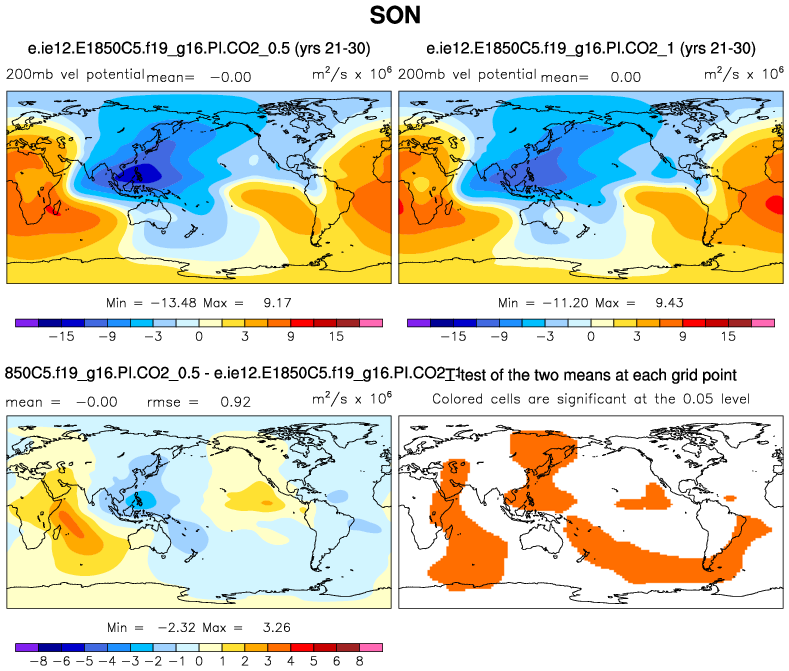 SON
e.ie12.E1850C5.f19_g16.PI.CO2_0.5 (yrs 21-30)
200mb vel potential mean= −0.00 m²/s x 10⁶
Min = −13.48 Max = 9.17
−15 −9 −3 0 3 9 15
e.ie12.E1850C5.f19_g16.PI.CO2_1 (yrs 21-30)
200mb vel potential mean= 0.00 m²/s x 10⁶
Min = −11.20 Max = 9.43
−15 −9 −3 0 3 9 15
850C5.f19_g16.PI.CO2_0.5 - e.ie12.E1850C5.f19_g16.PI.CO2_1
mean = −0.00 rmse = 0.92 m²/s x 10⁶
Min = −2.32 Max = 3.26
−8 −6 −5 −4 −3 −2 −1 0 1 2 3 4 5 6 8
T-test of the two means at each grid point
Colored cells are significant at the 0.05 level